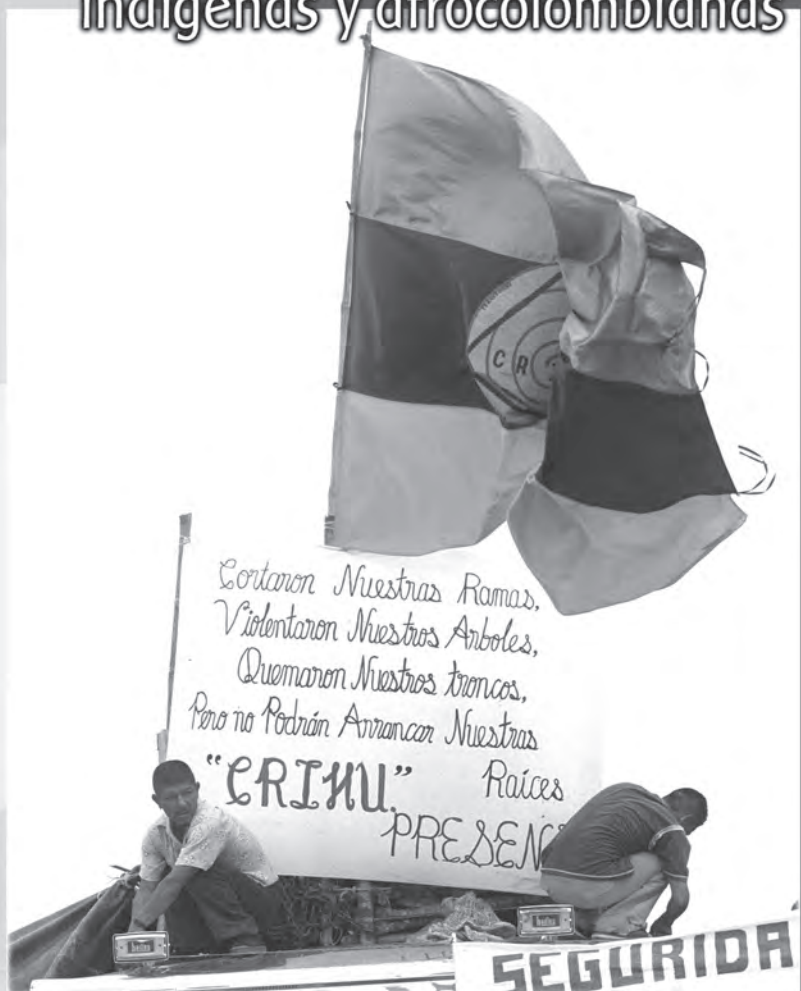 indígenas y afrocolombianas
C R
Cortaron Nuestras Ramas,
Violentaron Nuestros Arboles,
Quemaron Nuestros troncos,
Pero no Podrán Arrancar Nuestras
"CRIHU" Raíces
PRESEN
SEGURIDA